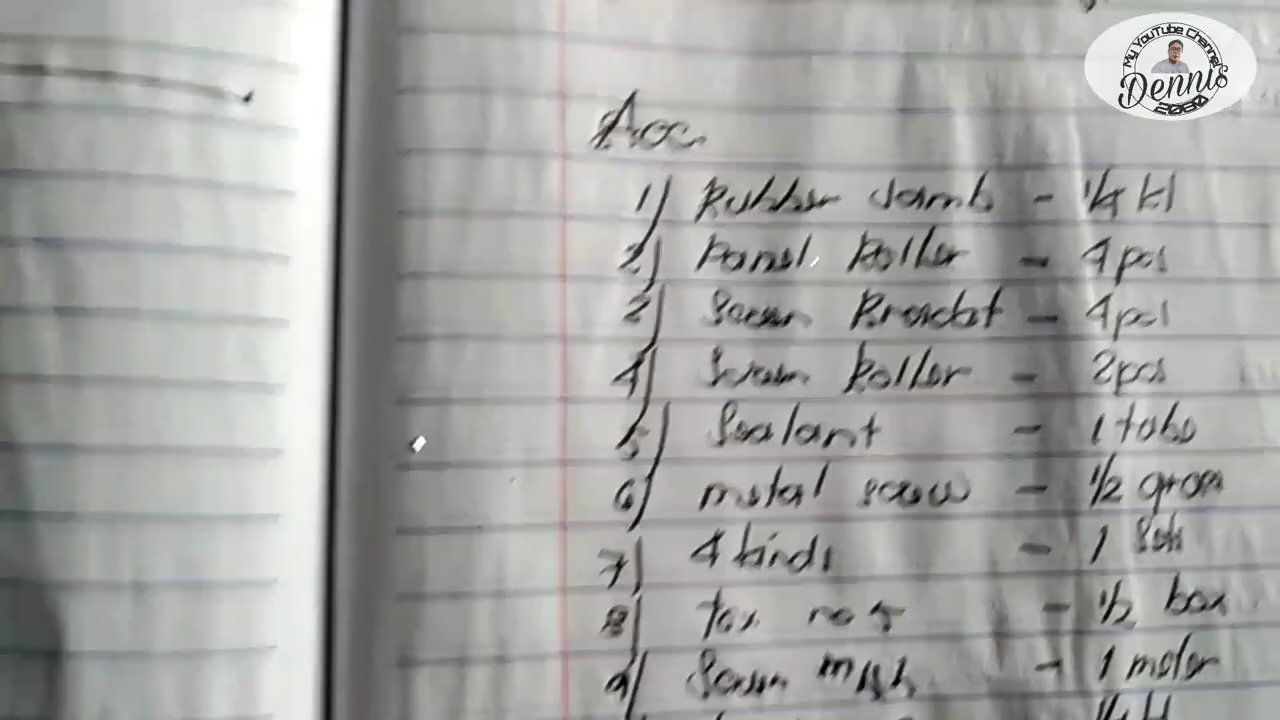 My YouTube Channel
Dennis
2080
Acc
1) Rubber Jamb - 1/4 kl
2) Panel Roller - 4 pcs
3) Screen Bracket - 4 pcs
4) Screen Roller - 2 pcs
5) Sealant - 1 tube
6) metal screw - 1/2 gross
7) 4 kinds - 1 Set
8) tox no 5 - 1/2 box
9) Screen mesh - 1 meter